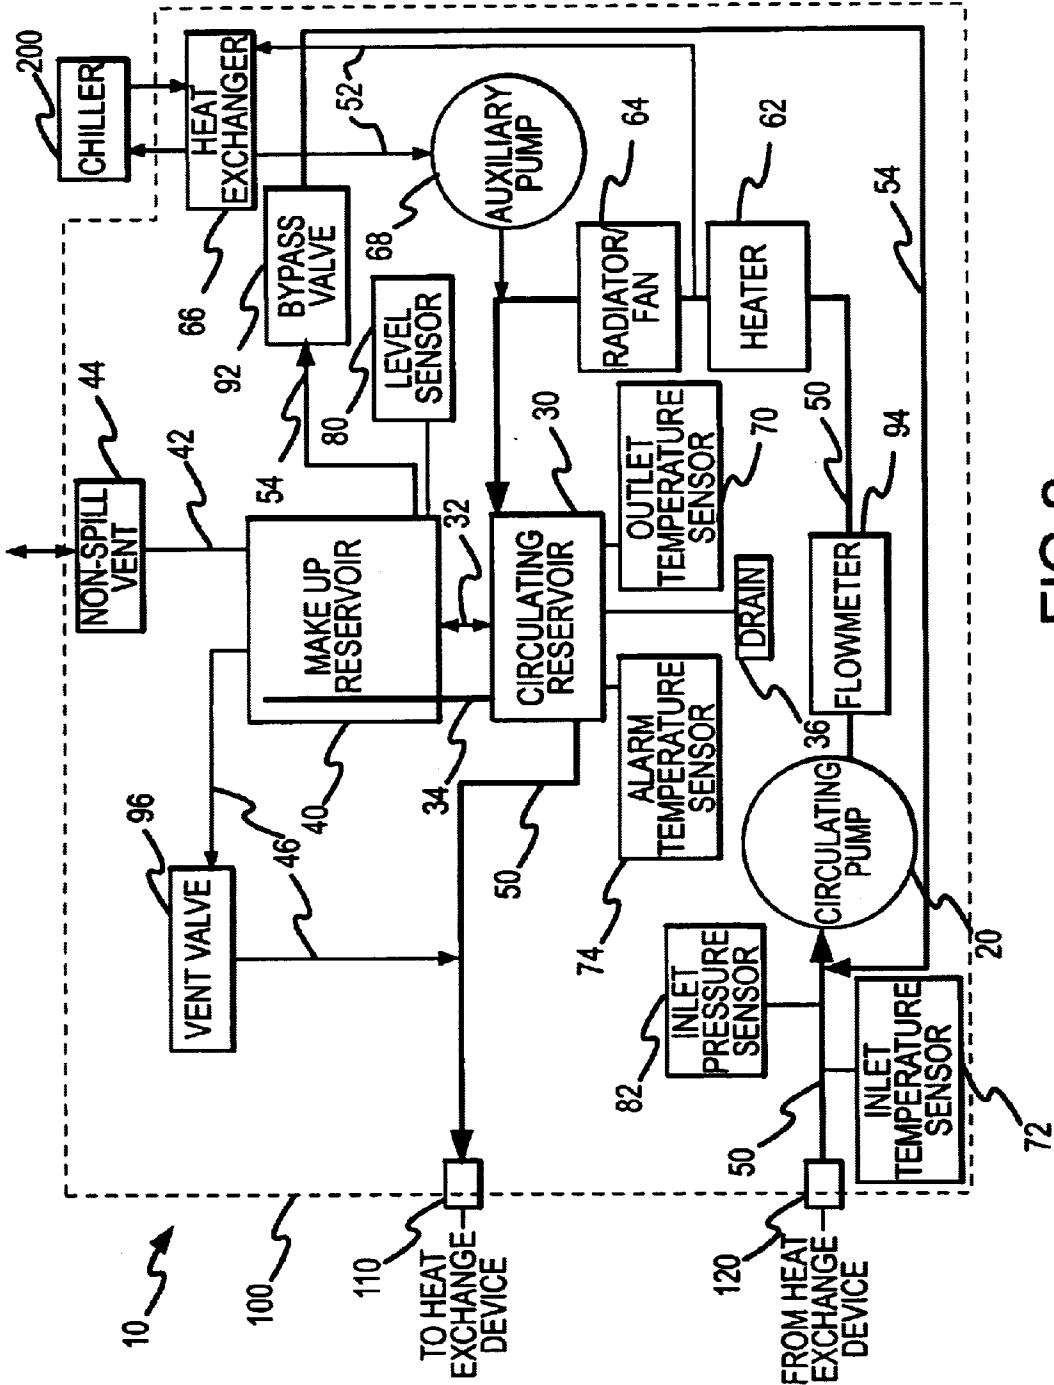 10
100
110
TO HEAT
EXCHANGE
DEVICE
120
FROM HEAT
EXCHANGE
DEVICE
96
VENT VALVE
46
44
NON-SPILL
VENT
42
200
CHILLER
66
HEAT
EXCHANGER
52
92
BYPASS
VALVE
54
80
LEVEL
SENSOR
68
AUXILIARY
PUMP
40
MAKE UP
RESERVOIR
34
32
30
CIRCULATING
RESERVOIR
50
64
RADIATOR/
FAN
62
HEATER
74
ALARM
TEMPERATURE
SENSOR
OUTLET
TEMPERATURE
SENSOR
70
DRAIN
36
82
INLET
PRESSURE
SENSOR
50
CIRCULATING
PUMP
20
FLOWMETER
94
50
54
INLET
TEMPERATURE
SENSOR
72